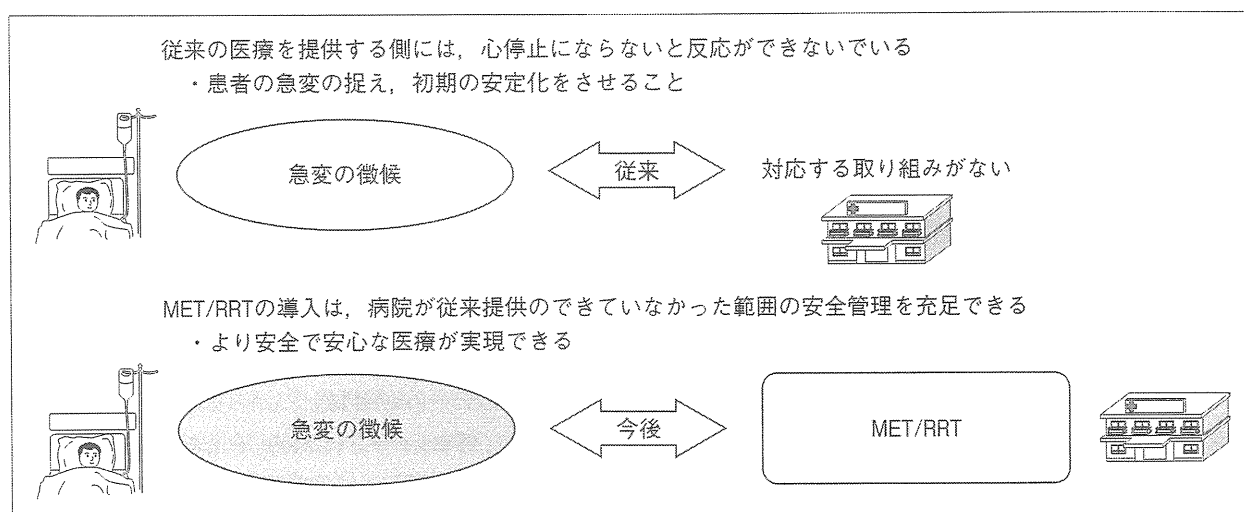 従来の医療を提供する側には，心停止にならないと反応ができないでいる
・患者の急変の捉え，初期の安定化をさせること
急変の徴候
従来
対応する取り組みがない
MET/RRTの導入は，病院が従来提供のできていなかった範囲の安全管理を充足できる
・より安全で安心な医療が実現できる
急変の徴候
今後
MET/RRT